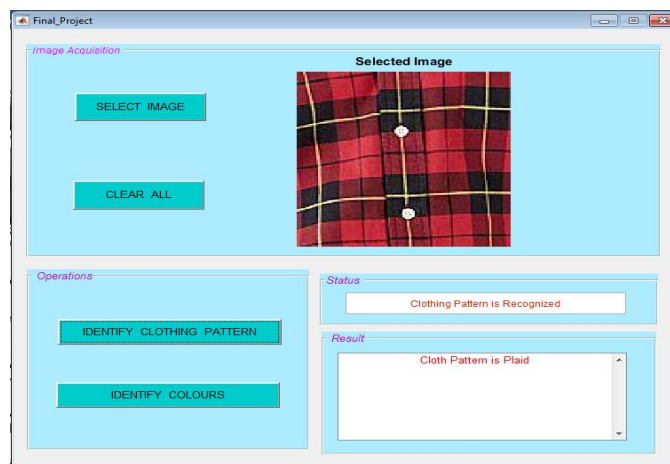 Final_Project
Image Acquisition
Selected Image
SELECT IMAGE
CLEAR ALL
Operations
IDENTIFY CLOTHING PATTERN
IDENTIFY COLOURS
Status
Clothing Pattern is Recognized
Result
Cloth Pattern is Plaid